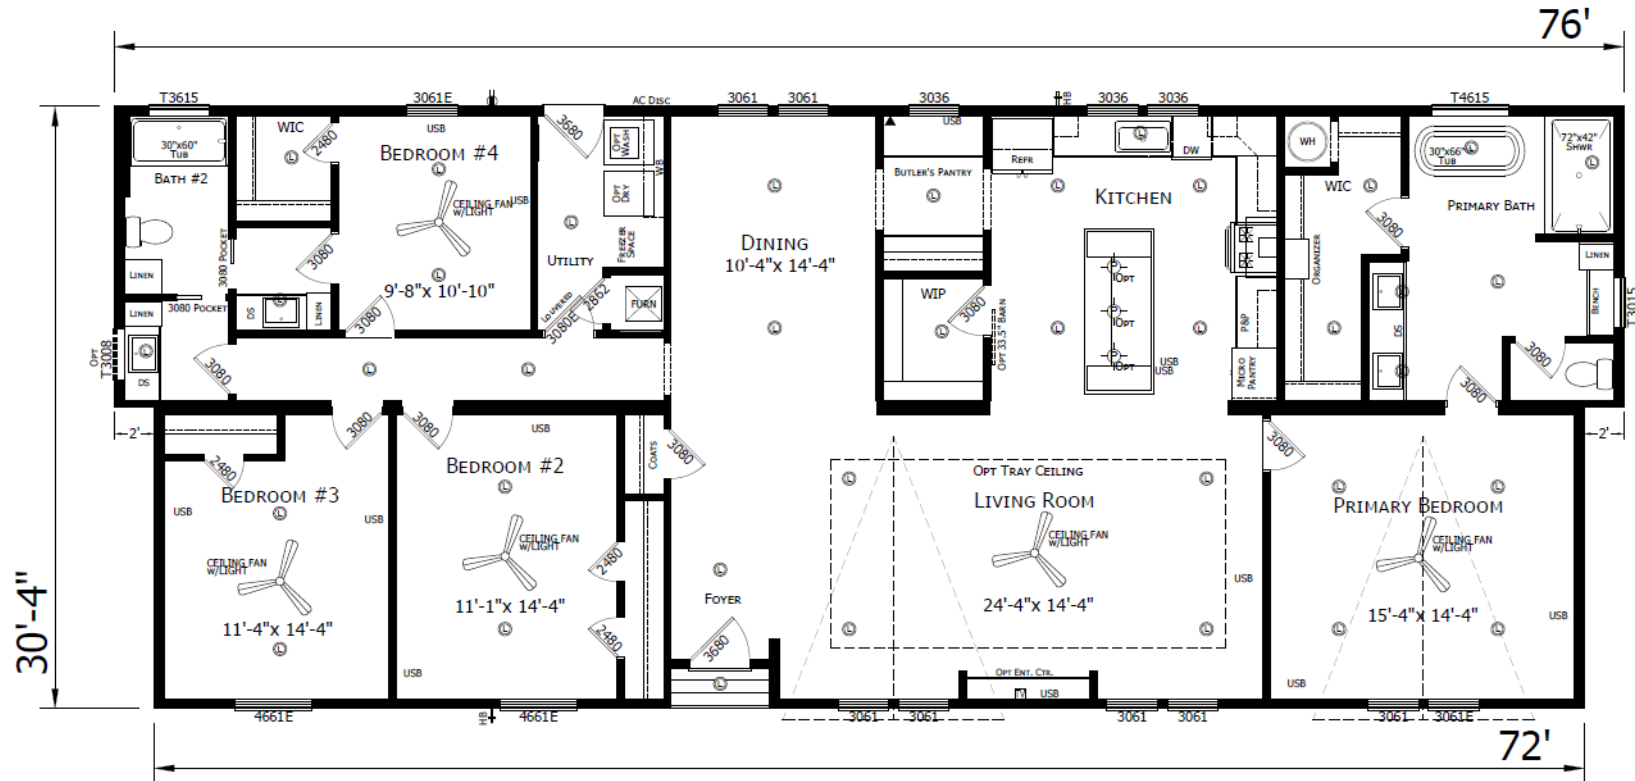 76'
T3615
3061E
AC Disc
3061
3061
3036
HB
3036
3036
T4615
30"x60"
Tub
Bath #2
WIC
2480
USB
Bedroom #4
Ceiling Fan
w/Light
USB
9'-8"x 10'-10"
3680
Opt
Wash
Opt
Dry
WB
Freezer
Space
Utility
Louvered
2862
3080E
Furn
Dining
10'-4"x 14'-4"
USB
Butler's Pantry
WIP
3080
Opt 33.5" Barn
Refr
DW
Kitchen
Opt
Opt
Opt
USB
USB
P&P
Micro
Pantry
WH
WIC
Organizer
3080
30"x66"
Tub
72"x42"
Shwr
Primary Bath
Linen
Bench
T3015
DS
3080
3080
Linen
3080 Pocket
3080 Pocket
3080
DS
Linen
Linen
Opt
T3008
DS
3080
3080
2'
2'
30'-4"
3080
3080
2480
Bedroom #3
USB
USB
Ceiling Fan
w/Light
11'-4"x 14'-4"
USB
Bedroom #2
Ceiling Fan
w/Light
11'-1"x 14'-4"
USB
2480
2480
Coats
3080
Foyer
3680
Opt Tray Ceiling
Living Room
Ceiling Fan
w/Light
24'-4"x 14'-4"
USB
Opt Ent. Ctr.
TV
USB
3080
Primary Bedroom
Ceiling Fan
w/Light
15'-4"x 14'-4"
USB
USB
4661E
HB
4661E
3061
3061
3061
3061
3061
3061E
72'